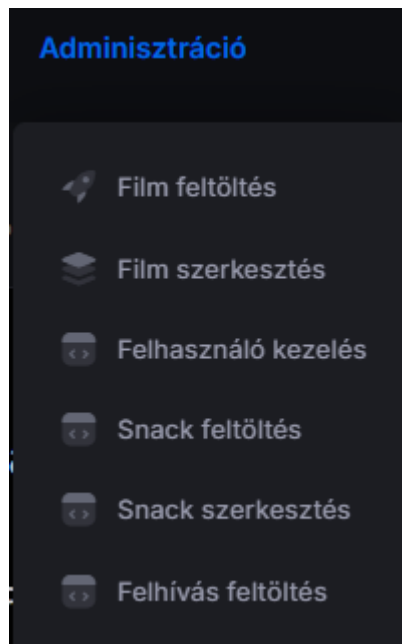 Adminisztráció
Film feltöltés
Film szerkesztés
Felhasználó kezelés
Snack feltöltés
Snack szerkesztés
Felhívás feltöltés